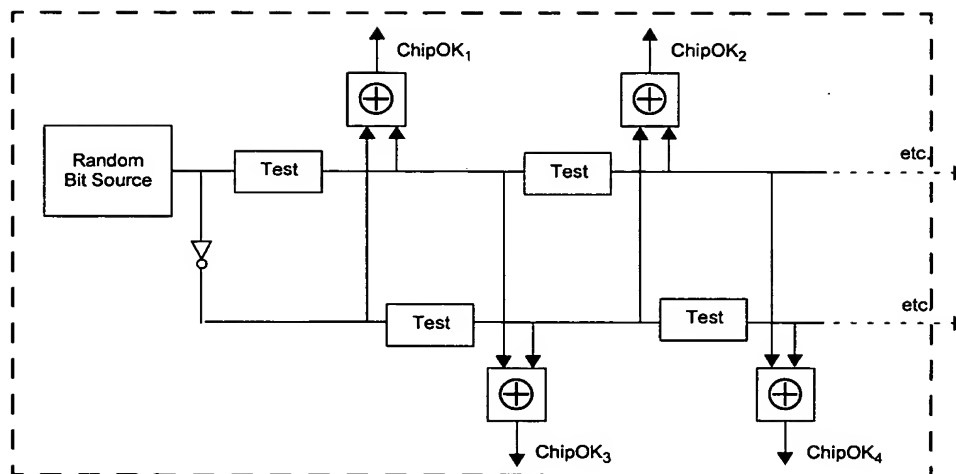 ChipOK₁
ChipOK₂
Random
Bit Source
Test
Test
etc.
Test
Test
etc
ChipOK₃
ChipOK₄